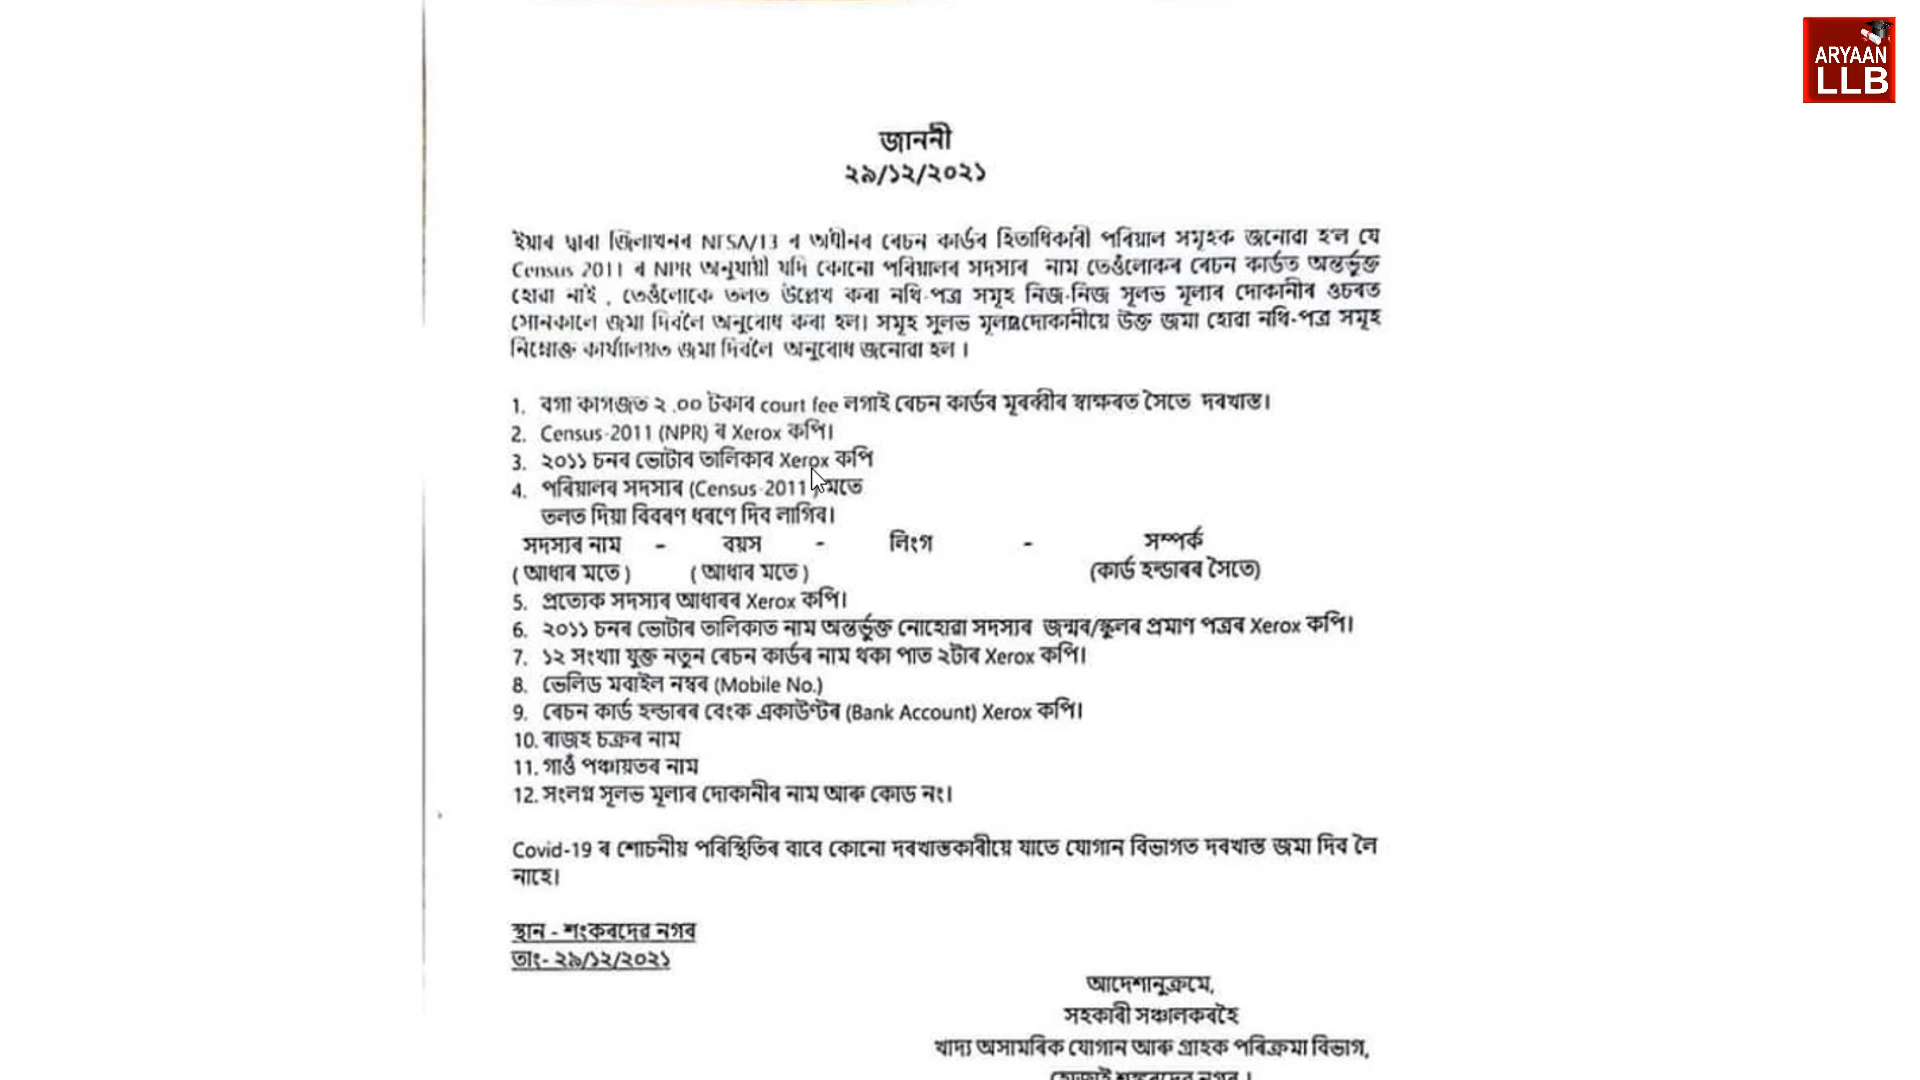 ARYAAN
LLB
জাননী
২৯/১২/২০২১
ইয়াৰ দ্বাৰা জিলাখনৰ NFSA/13 ৰ অধীনৰ ৰেচন কাৰ্ডৰ হিতাধিকাৰী পৰিয়াল সমূহক জনোৱা হ'ল যে
Census 2011 ৰ NPR অনুযায়ী যদি কোনো পৰিয়ালৰ সদস্যৰ নাম তেওঁলোকৰ ৰেচন কাৰ্ডত অন্তৰ্ভুক্ত
হোৱা নাই , তেওঁলোকে তলত উল্লেখ কৰা নথি-পত্ৰ সমূহ নিজ-নিজ সূলভ মূল্যৰ দোকানীৰ ওচৰত
সোনকালে জমা দিবলৈ অনুৰোধ কৰা হল। সমূহ সুলভ মূল্যৰ দোকানীয়ে উক্ত জমা হোৱা নথি-পত্ৰ সমূহ
নিম্নোক্ত কাৰ্য্যালয়ত জমা দিবলৈ অনুৰোধ জনোৱা হল ।
1. বগা কাগজত ২.০০ টকাৰ court fee লগাই ৰেচন কাৰ্ডৰ মূৰব্বীৰ স্বাক্ষৰত সৈতে দৰখাস্ত।
2. Census-2011 (NPR) ৰ Xerox কপি।
3. ২০১১ চনৰ ভোটাৰ তালিকাৰ Xerox কপি
4. পৰিয়ালৰ সদস্যৰ (Census-2011) মতে
তলত দিয়া বিবৰণ ধৰণে দিব লাগিব।
সদস্যৰ নাম - বয়স - লিংগ - সম্পৰ্ক
( আধাৰ মতে ) ( আধাৰ মতে ) (কাৰ্ড হল্ডাৰৰ সৈতে)
5. প্ৰত্যেক সদস্যৰ আধাৰৰ Xerox কপি।
6. ২০১১ চনৰ ভোটাৰ তালিকাত নাম অন্তৰ্ভুক্ত নোহোৱা সদস্যৰ জন্মৰ/স্কুলৰ প্ৰমাণ পত্ৰৰ Xerox কপি।
7. ১২ সংখ্যা যুক্ত নতুন ৰেচন কাৰ্ডৰ নাম থকা পাত ২টাৰ Xerox কপি।
8. ভেলিড মবাইল নম্বৰ (Mobile No.)
9. ৰেচন কাৰ্ড হল্ডাৰৰ বেংক একাউণ্টৰ (Bank Account) Xerox কপি।
10. ৰাজহ চক্ৰৰ নাম
11. গাওঁ পঞ্চায়তৰ নাম
12. সংলগ্ন সূলভ মূল্যৰ দোকানীৰ নাম আৰু কোড নং।
Covid-19 ৰ শোচনীয় পৰিস্থিতিৰ বাবে কোনো দৰখাস্তকাৰীয়ে যাতে যোগান বিভাগত দৰখাস্ত জমা দিব লৈ
নাহে।
স্থান - শংকৰদেৱ নগৰ
তাং- ২৯/১২/২০২১
আদেশানুক্ৰমে,
সহকাৰী সঞ্চালকৰহৈ
খাদ্য অসামৰিক যোগান আৰু গ্ৰাহক পৰিক্ৰমা বিভাগ,
হোজাই শঙ্কৰদেৱ নগৰ ।